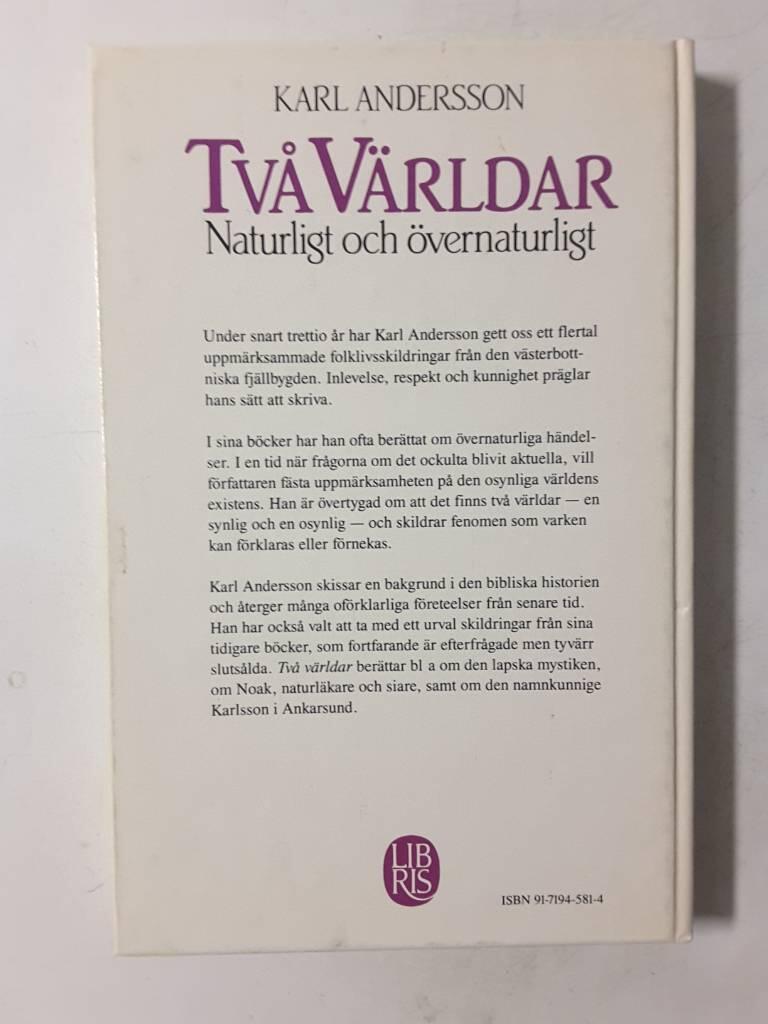 KARL ANDERSSON
TVÅ VÄRLDAR
Naturligt och övernaturligt
Under snart trettio år har Karl Andersson gett oss ett flertal
uppmärksammade folklivsskildringar från den västerbott-
niska fjällbygden. Inlevelse, respekt och kunnighet präglar
hans sätt att skriva.
I sina böcker har han ofta berättat om övernaturliga händel-
ser. I en tid när frågorna om det ockulta blivit aktuella, vill
författaren fästa uppmärksamheten på den osynliga världens
existens. Han är övertygad om att det finns två världar — en
synlig och en osynlig — och skildrar fenomen som varken
kan förklaras eller förnekas.
Karl Andersson skissar en bakgrund i den bibliska historien
och återger många oförklarliga företeelser från senare tid.
Han har också valt att ta med ett urval skildringar från sina
tidigare böcker, som fortfarande är efterfrågade men tyvärr
slutsålda. Två världar berättar bl a om den lapska mystiken,
om Noak, naturläkare och siare, samt om den namnkunnige
Karlsson i Ankarsund.
LIB
RIS
ISBN 91-7194-581-4